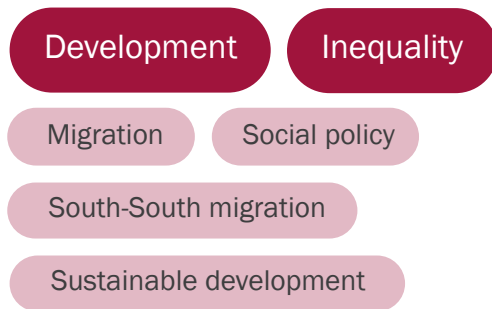 Development Inequality
Migration Social policy
South-South migration
Sustainable development